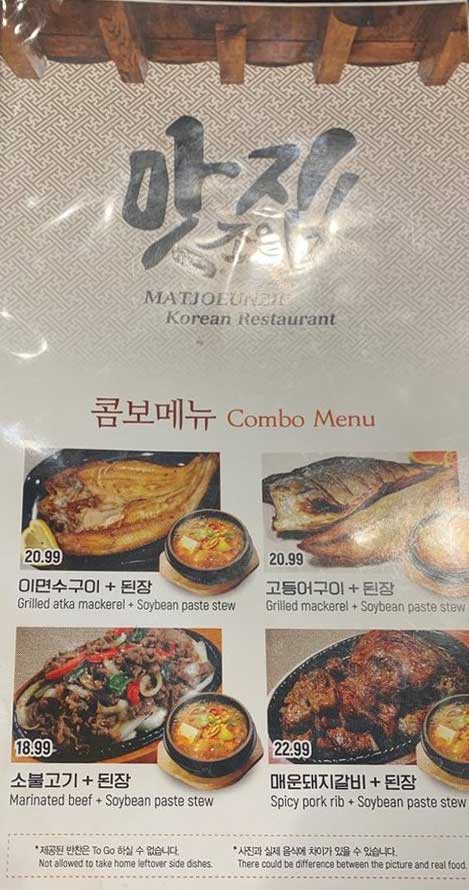 맛
조은
집
MATJOEUNZIP
Korean Restaurant
콤보메뉴 Combo Menu
20.99
이면수구이 + 된장
Grilled atka mackerel + Soybean paste stew
20.99
고등어구이 + 된장
Grilled mackerel + Soybean paste stew
18.99
소불고기 + 된장
Marinated beef + Soybean paste stew
22.99
매운돼지갈비 + 된장
Spicy pork rib + Soybean paste stew
* 제공된 반찬은 To Go 하실 수 없습니다.
Not allowed to take home leftover side dishes.
* 사진과 실제 음식에 차이가 있을 수 있습니다.
There could be difference between the picture and real food.